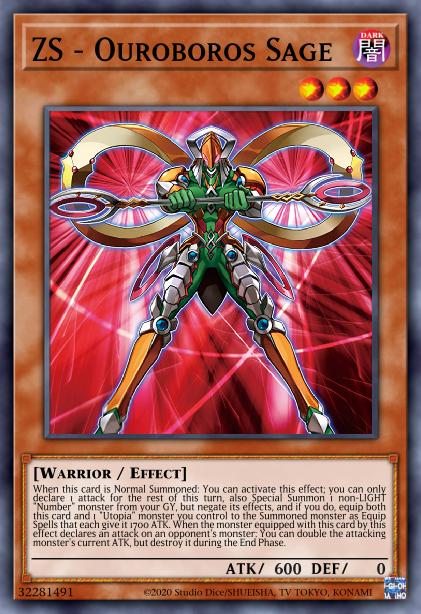 ZS - Ouroboros Sage
DARK
闇
[Warrior / Effect]
When this card is Normal Summoned: You can activate this effect; you can only
declare 1 attack for the rest of this turn, also Special Summon 1 non-LIGHT
"Number" monster from your GY, but negate its effects, and if you do, equip both
this card and 1 "Utopia" monster you control to the Summoned monster as Equip
Spells that each give it 1700 ATK. When the monster equipped with this card by this
effect declares an attack on an opponent's monster: You can double the attacking
monster's current ATK, but destroy it during the End Phase.
ATK/ 600 DEF/ 0
32281491 ©2020 Studio Dice/SHUEISHA, TV TOKYO, KONAMI